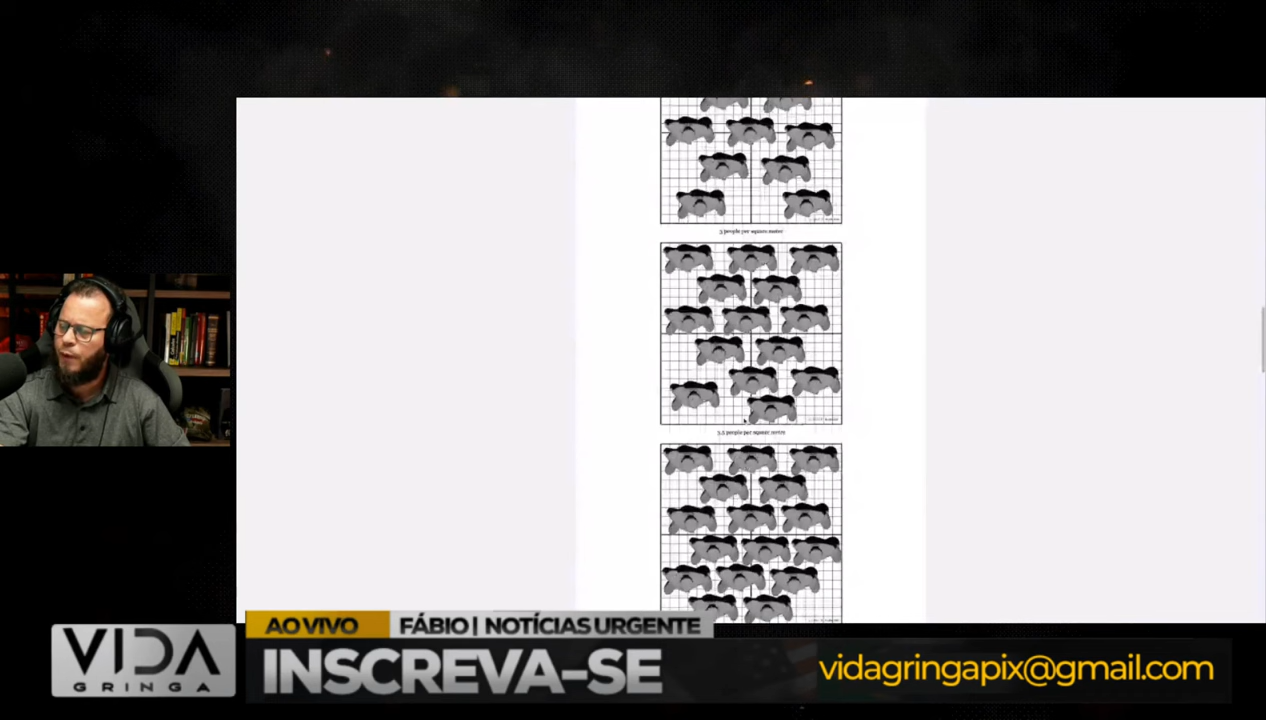 3 people per metre square
3.5 people per metre square
AO VIVO
FÁBIO | NOTÍCIAS URGENTE
VIDA
GRINGA
INSCREVA-SE
vidagringapix@gmail.com